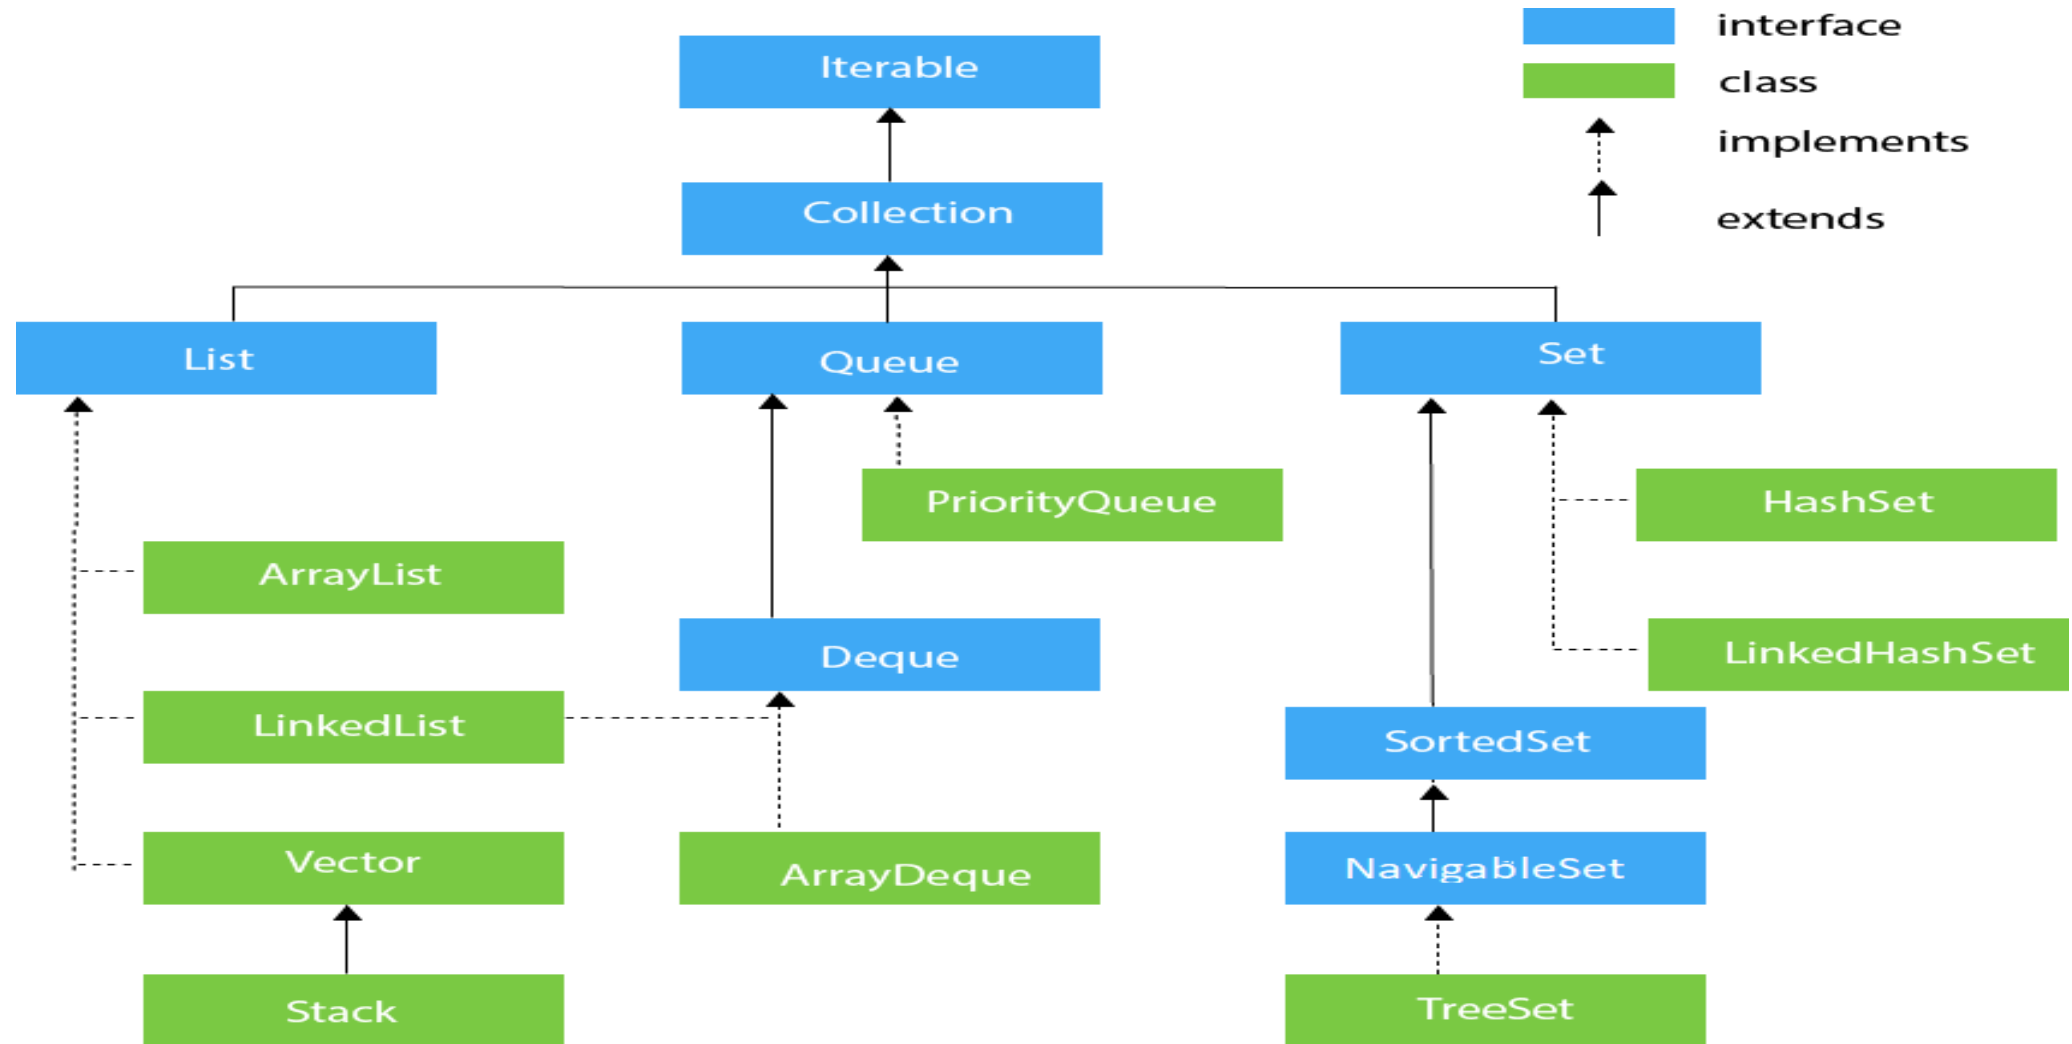 interface
Iterable
class
implements
Collection
extends
List
Queue
Set
PriorityQueue
HashSet
ArrayList
Deque
LinkedHashSet
LinkedList
SortedSet
Vector
ArrayDeque
NavigableSet
Stack
TreeSet